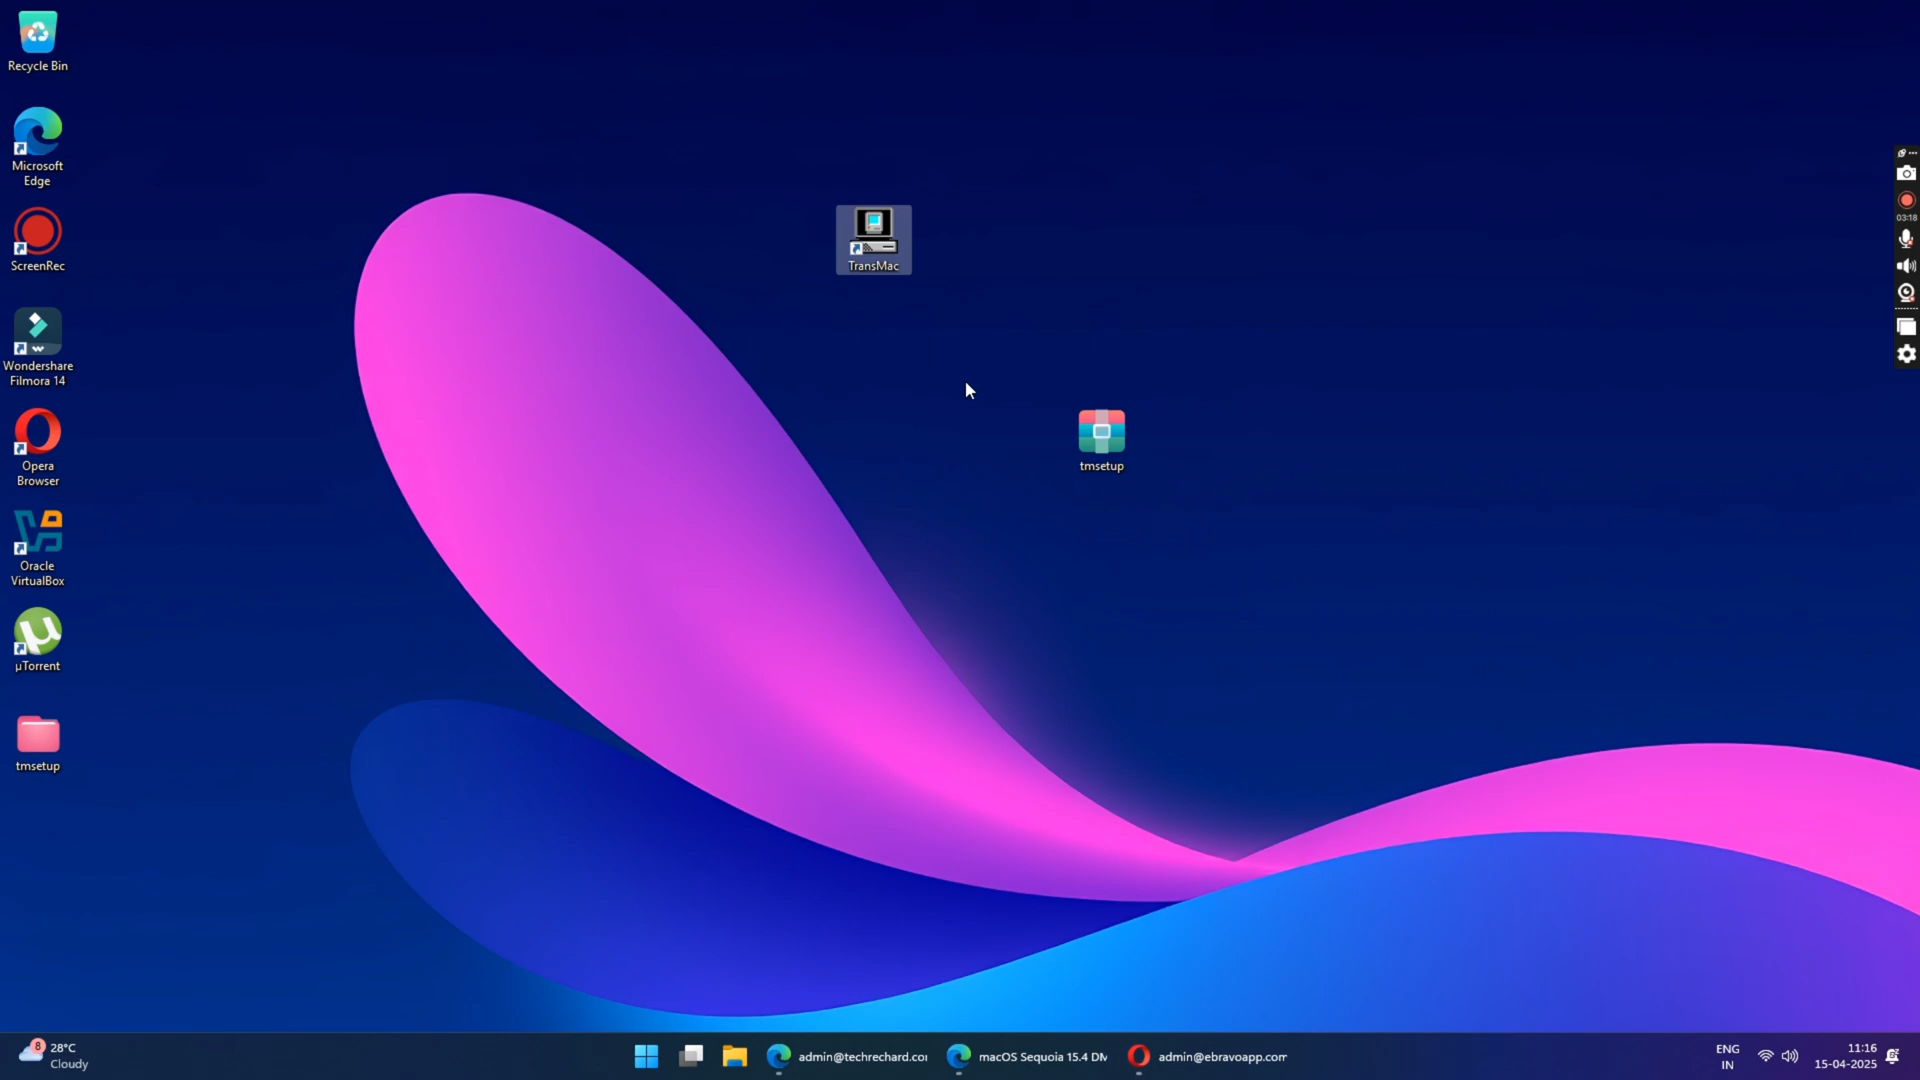 Recycle Bin
Microsoft
Edge
ScreenRec
Wondershare
Filmora 14
Opera
Browser
Oracle
VirtualBox
µTorrent
tmsetup
TransMac
tmsetup
03:18
8
28°C
Cloudy
admin@techrechard.co
macOS Sequoia 15.4 DM
admin@ebravoapp.com
ENG
IN
11:16
15-04-2025